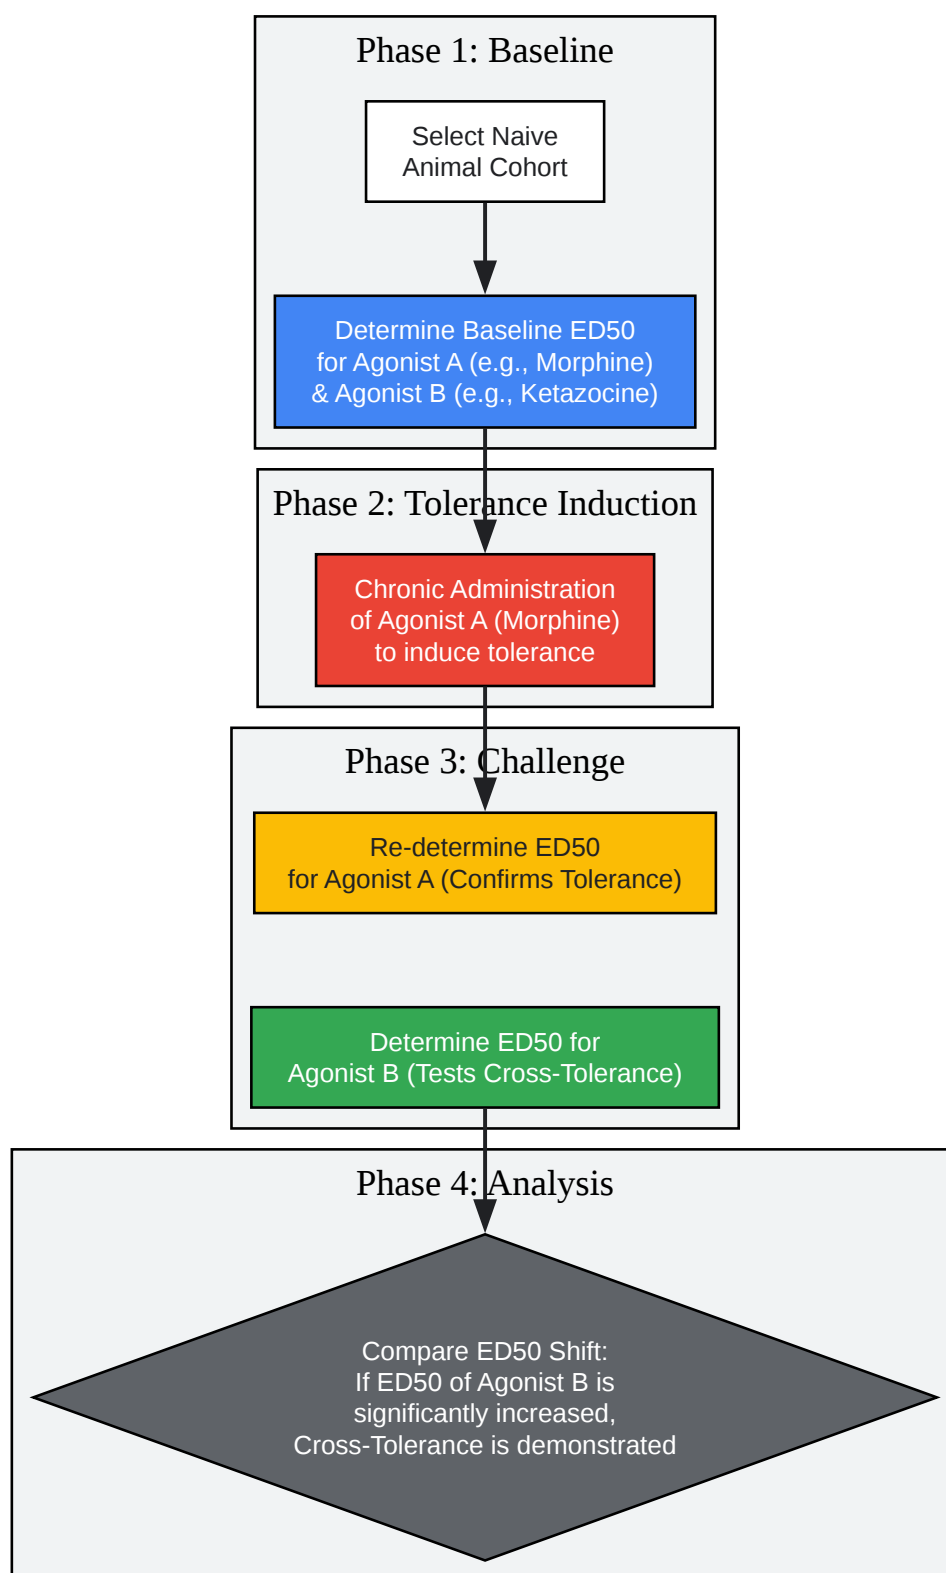 Phase 1: Baseline
Select Naive
Animal Cohort
Determine Baseline ED50
for Agonist A (e.g., Morphine)
& Agonist B (e.g., Ketazocine)
Phase 2: Tolerance Induction
Chronic Administration
of Agonist A (Morphine)
to induce tolerance
Phase 3: Challenge
Re-determine ED50
for Agonist A (Confirms Tolerance)
Determine ED50 for
Agonist B (Tests Cross-Tolerance)
Phase 4: Analysis
Compare ED50 Shift:
If ED50 of Agonist B is
significantly increased,
Cross-Tolerance is demonstrated